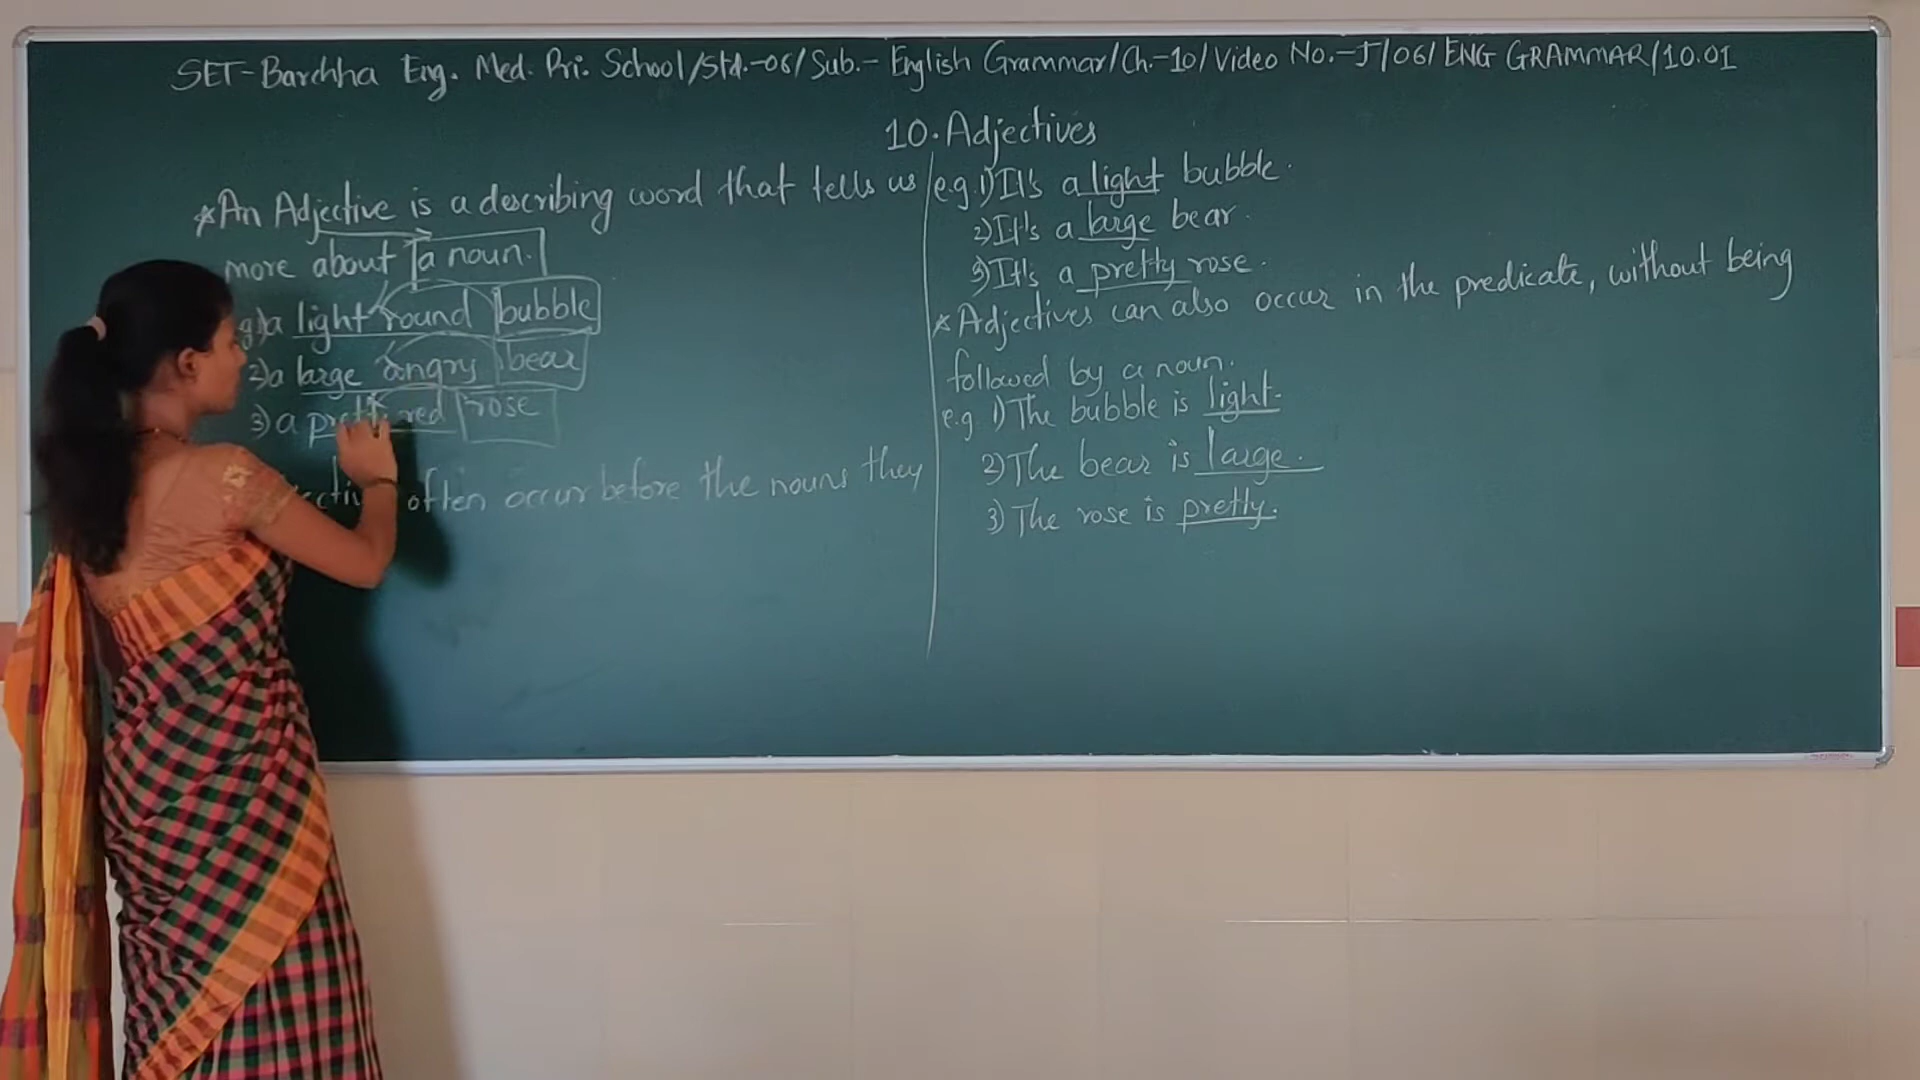 SET-Barchha Eng. Med. Pri. School/Std.-06/Sub.- English Grammar/Ch.-10/Video No.-J/06/ENG GRAMMAR/10.01
10. Adjectives
*An Adjective is a describing word that tells us
more about a noun.
g)a light round bubble
2)a large angry bear
3)a pretty red rose
often occur before the nouns they
e.g.1)It's a light bubble.
2)It's a large bear.
3)It's a pretty rose.
*Adjectives can also occur in the predicate, without being
followed by a noun.
e.g. 1)The bubble is light.
2)The bear is large.
3)The rose is pretty.